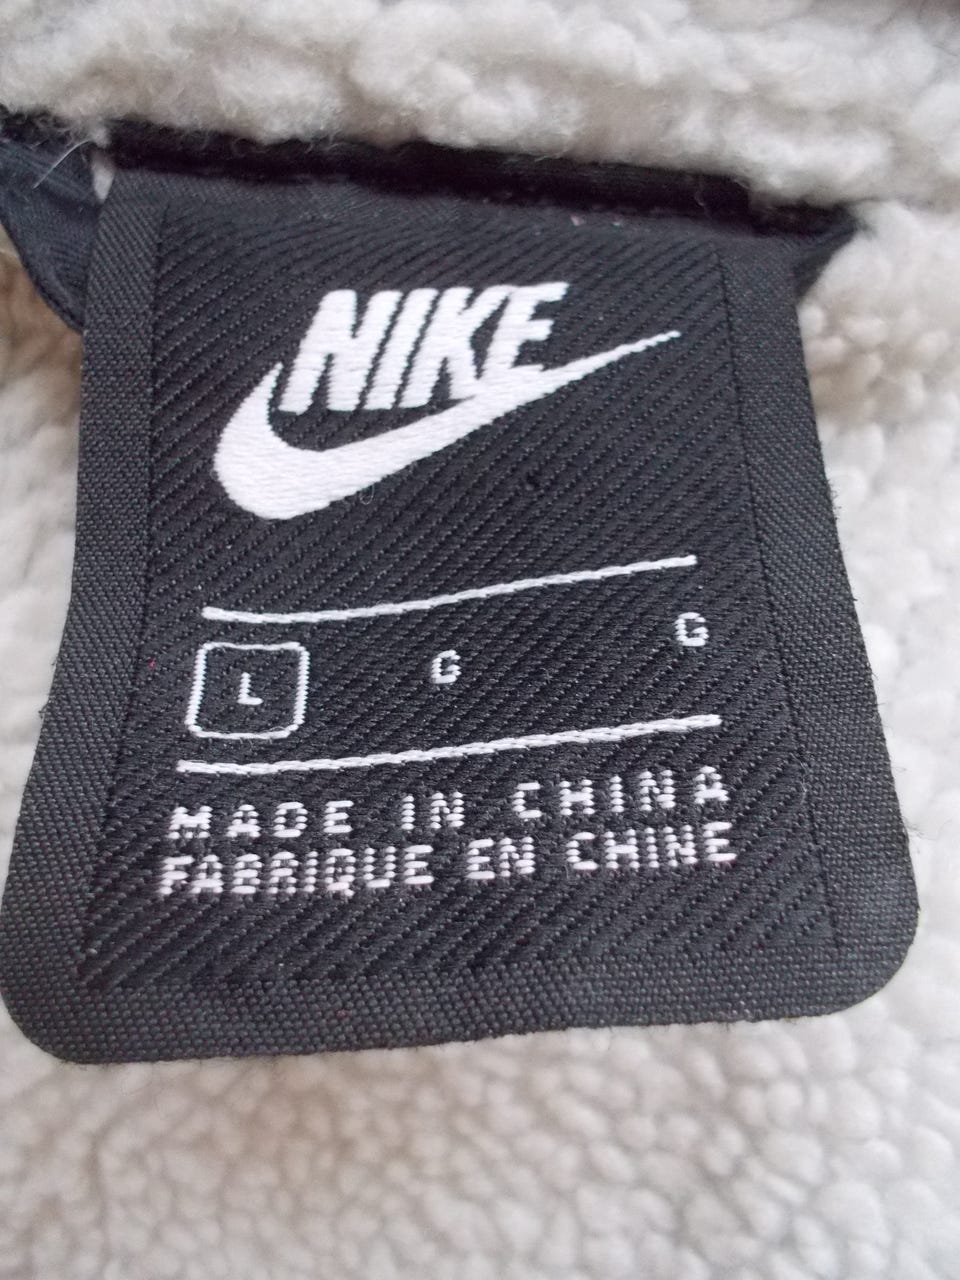 NIKE
L G G
MADE IN CHINA
FABRIQUE EN CHINE